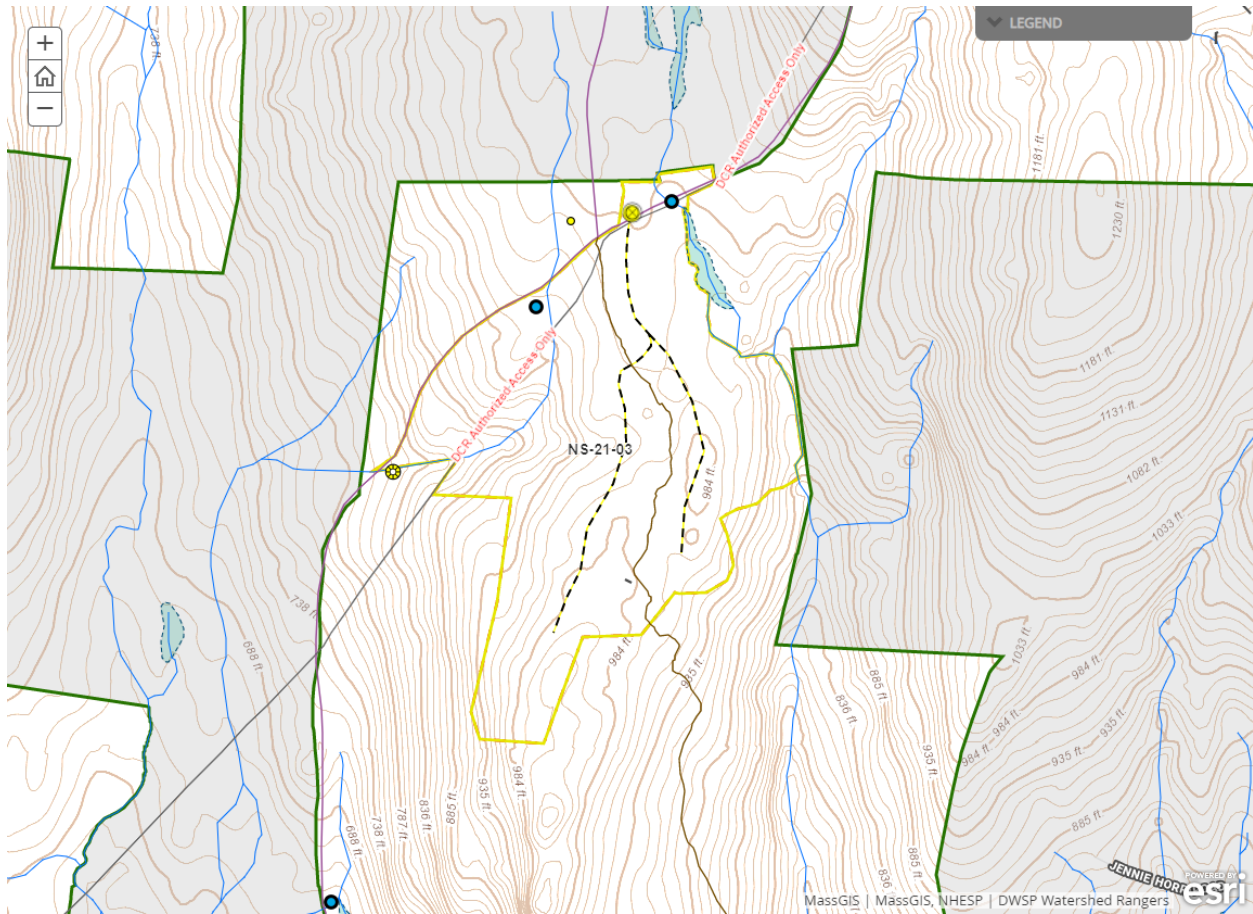 +
−
LEGEND
738 ft.
DCR Authorized Access Only
1181 ft
1230 ft.
DCR Authorized Access Only
1181 ft.
1131 ft.
1082 ft.
NS-21-03
984 ft.
1033 ft.
738 ft.
688 ft.
984 ft.
935 ft.
1033 ft.
984 ft.
885 ft.
836 ft.
984 ft.
935 ft.
935 ft.
984 ft.
984 ft.
935 ft.
885 ft.
836 ft.
787 ft.
738 ft.
688 ft.
885 ft.
885 ft.
JENNIE HOR
MassGIS | MassGIS, NHESP | DWSP Watershed Rangers
POWERED BY
esri